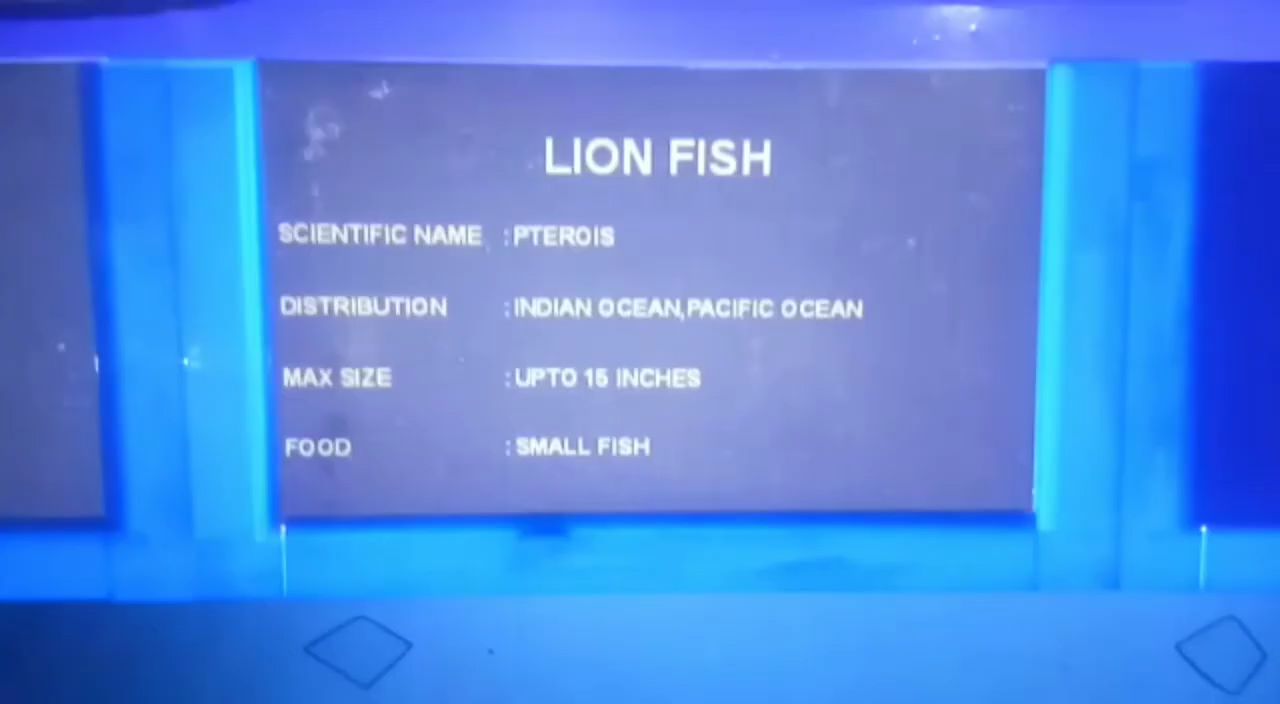 LION FISH
SCIENTIFIC NAME : PTEROIS
DISTRIBUTION : INDIAN OCEAN,PACIFIC OCEAN
MAX SIZE : UPTO 15 INCHES
FOOD : SMALL FISH